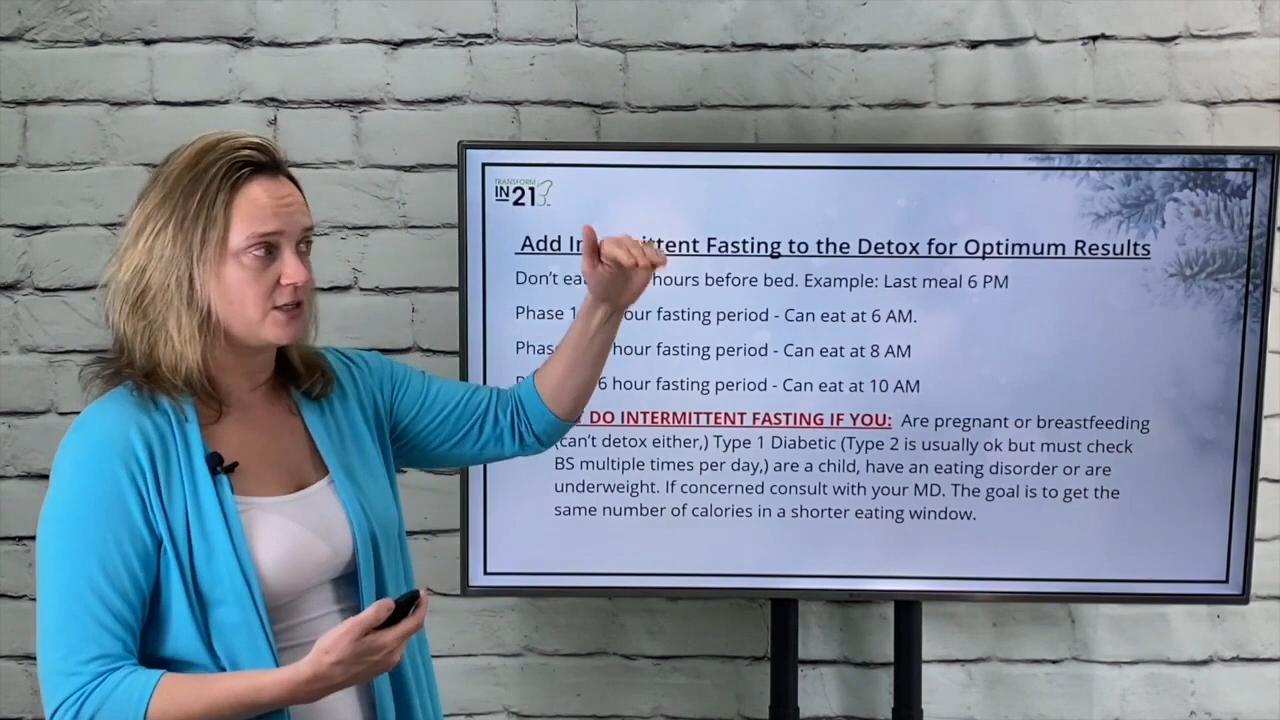 TRANSFORM
IN 21
Add In ittent Fasting to the Detox for Optimum Results
Don't ea hours before bed. Example: Last meal 6 PM
Phase 1 our fasting period - Can eat at 6 AM.
Phas hour fasting period - Can eat at 8 AM
6 hour fasting period - Can eat at 10 AM
DO INTERMITTENT FASTING IF YOU: Are pregnant or breastfeeding
(can't detox either,) Type 1 Diabetic (Type 2 is usually ok but must check
BS multiple times per day,) are a child, have an eating disorder or are
underweight. If concerned consult with your MD. The goal is to get the
same number of calories in a shorter eating window.